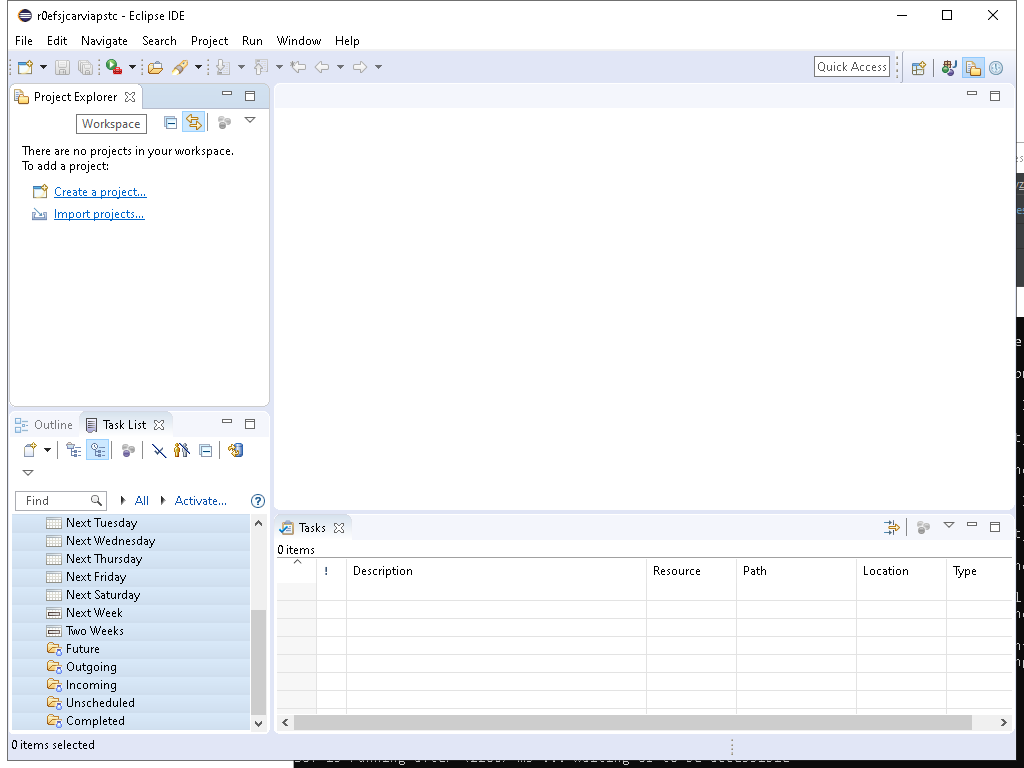 r0efsjcarviapstc - Eclipse IDE
File Edit Navigate Search Project Run Window Help
Quick Access
Project Explorer
Workspace
There are no projects in your workspace.
To add a project:
Create a project...
Import projects...
Outline Task List
Find All Activate...
Next Tuesday
Next Wednesday
Next Thursday
Next Friday
Next Saturday
Next Week
Two Weeks
Future
Outgoing
Incoming
Unscheduled
Completed
Tasks
0 items
! Description Resource Path Location Type
0 items selected